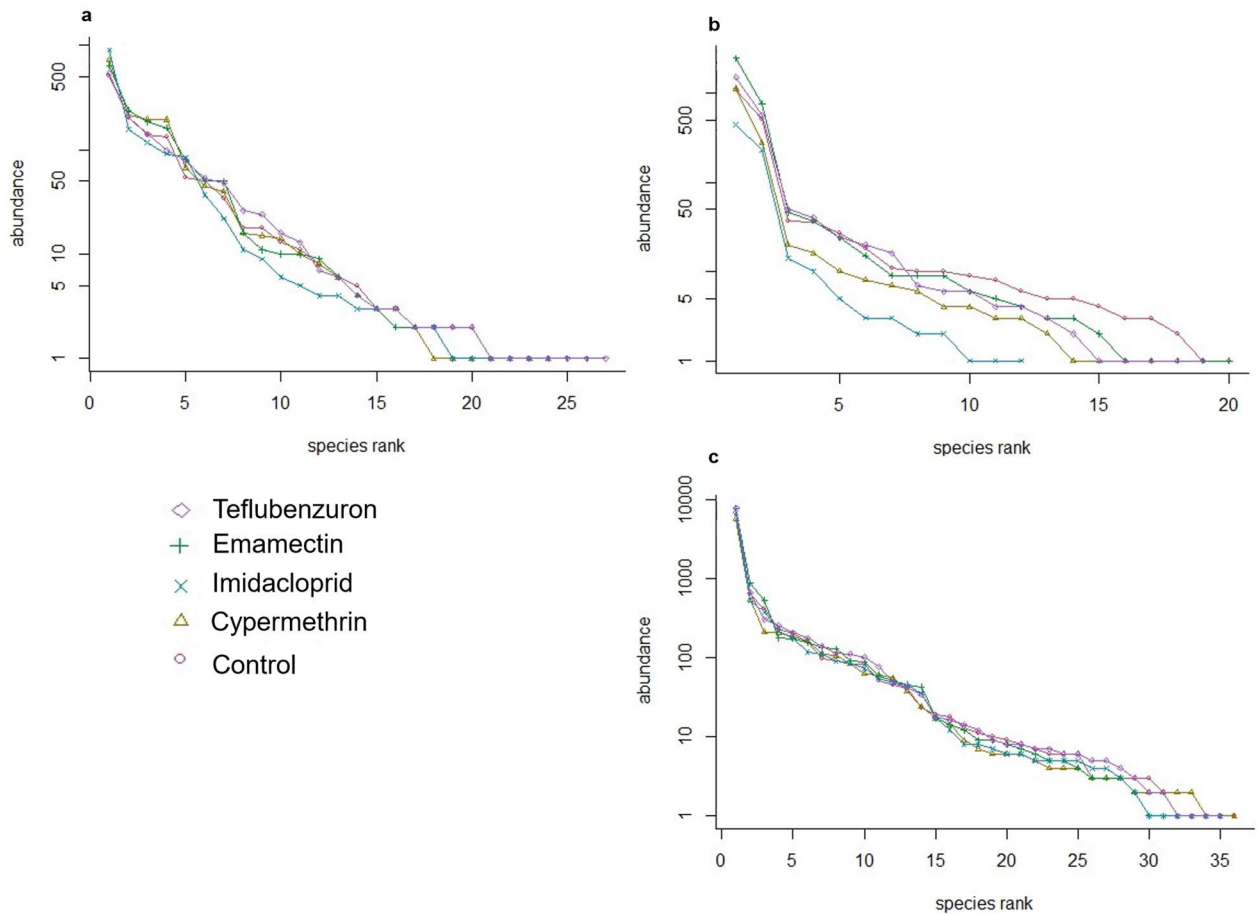 a
500
50
10
5
1
abundance
0 5 10 15 20 25
species rank
b
500
50
5
1
abundance
5 10 15 20
species rank
Teflubenzuron
Emamectin
Imidacloprid
Cypermethrin
Control
c
10000
1000
100
10
1
abundance
0 5 10 15 20 25 30 35
species rank